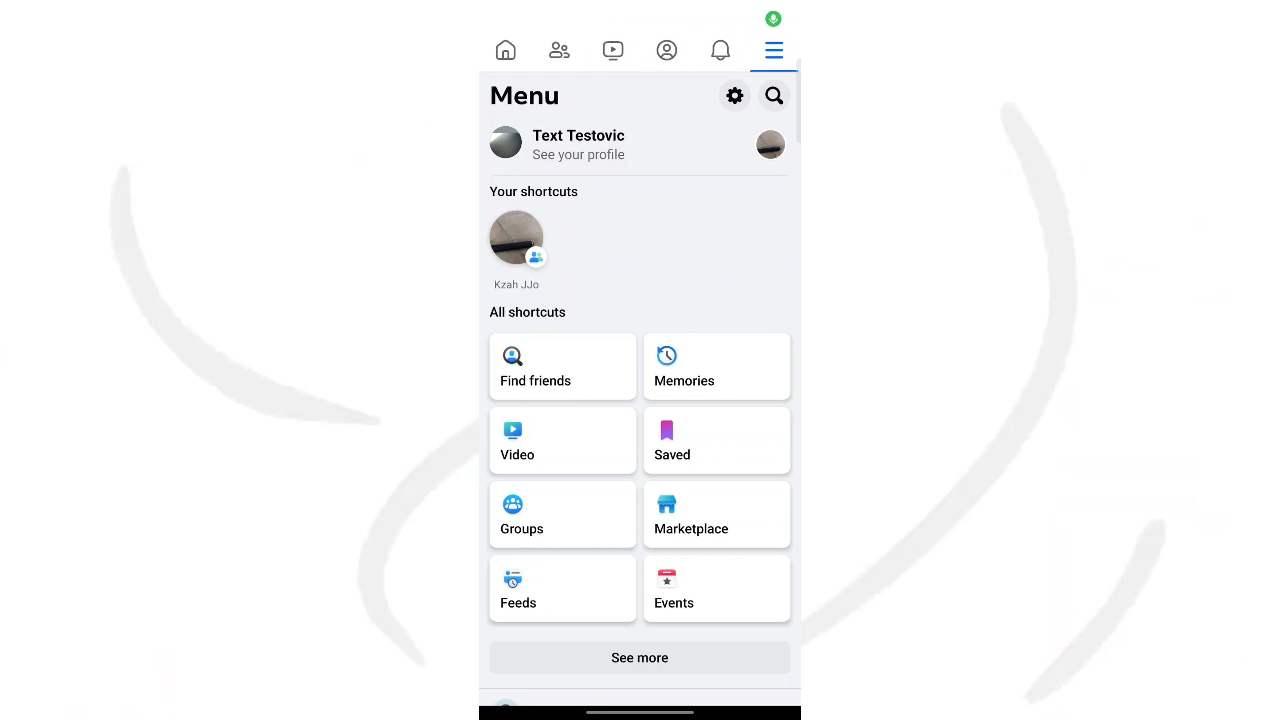 Menu
Text Testovic
See your profile
Your shortcuts
Kzah JJo
All shortcuts
Find friends
Memories
Video
Saved
Groups
Marketplace
Feeds
Events
See more